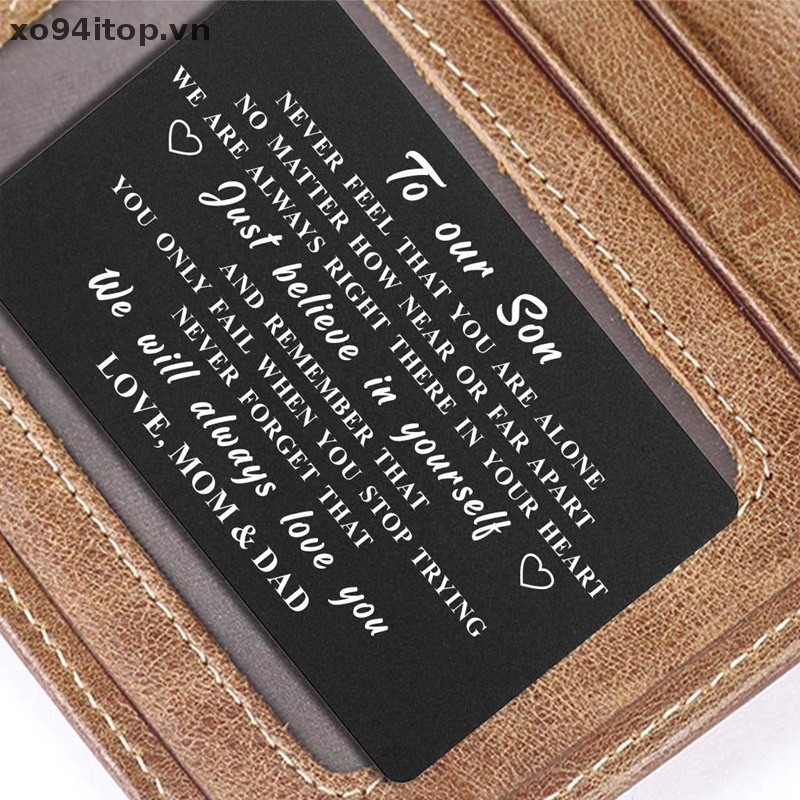 xo94itop.vn
To our Son
NEVER FEEL THAT YOU ARE ALONE
NO MATTER HOW NEAR OR FAR APART
WE ARE ALWAYS RIGHT THERE IN YOUR HEART
Just believe in yourself
AND REMEMBER THAT
YOU ONLY FAIL WHEN YOU STOP TRYING
NEVER FORGET THAT
We will always love you
LOVE, MOM & DAD